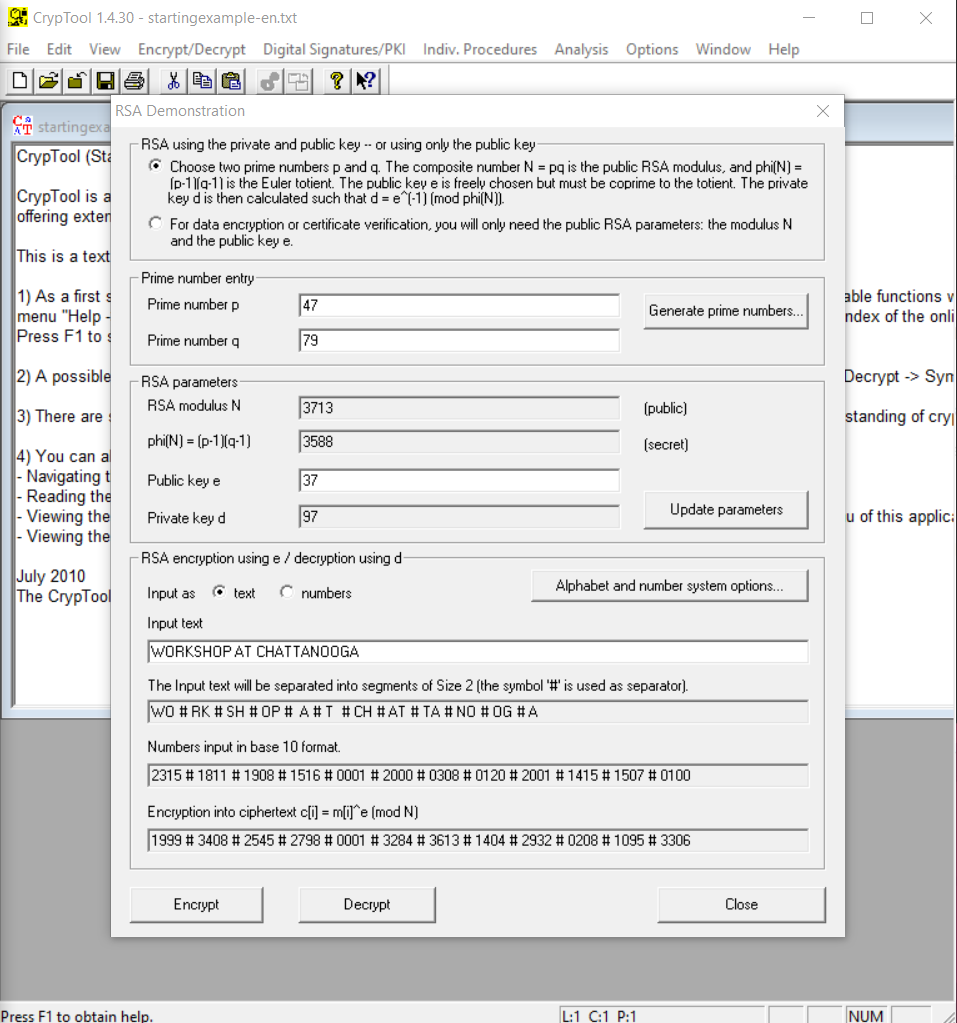 CrypTool 1.4.30 - startingexample-en.txt
File Edit View Encrypt/Decrypt Digital Signatures/PKI Indiv. Procedures Analysis Options Window Help
startingexa
RSA Demonstration
CrypTool (Sta
CrypTool is a
offering exten
This is a text
1) As a first s
able functions w
menu "Help -
ndex of the onli
Press F1 to s
2) A possible
Decrypt -> Sym
3) There are s
standing of cry
4) You can a
- Navigating t
- Reading the
- Viewing the
u of this applica
- Viewing the
July 2010
The CrypTool
RSA using the private and public key -- or using only the public key
Choose two prime numbers p and q. The composite number N = pq is the public RSA modulus, and phi(N) =
(p-1)(q-1) is the Euler totient. The public key e is freely chosen but must be coprime to the totient. The private
key d is then calculated such that d = e^(-1) (mod phi(N)).
For data encryption or certificate verification, you will only need the public RSA parameters: the modulus N
and the public key e.
Prime number entry
Prime number p 47 Generate prime numbers...
Prime number q 79
RSA parameters
RSA modulus N 3713 (public)
phi(N) = (p-1)(q-1) 3588 (secret)
Public key e 37
Private key d 97 Update parameters
RSA encryption using e / decryption using d
Input as text numbers Alphabet and number system options...
Input text
WORKSHOP AT CHATTANOOGA
The Input text will be separated into segments of Size 2 (the symbol '#' is used as separator).
WO # RK # SH # OP #  A # T  # CH # AT # TA # NO # OG # A
Numbers input in base 10 format.
2315 # 1811 # 1908 # 1516 # 0001 # 2000 # 0308 # 0120 # 2001 # 1415 # 1507 # 0100
Encryption into ciphertext c[i] = m[i]^e (mod N)
1999 # 3408 # 2545 # 2798 # 0001 # 3284 # 3613 # 1404 # 2932 # 0208 # 1095 # 3306
Encrypt Decrypt Close
Press F1 to obtain help. L:1 C:1 P:1 NUM